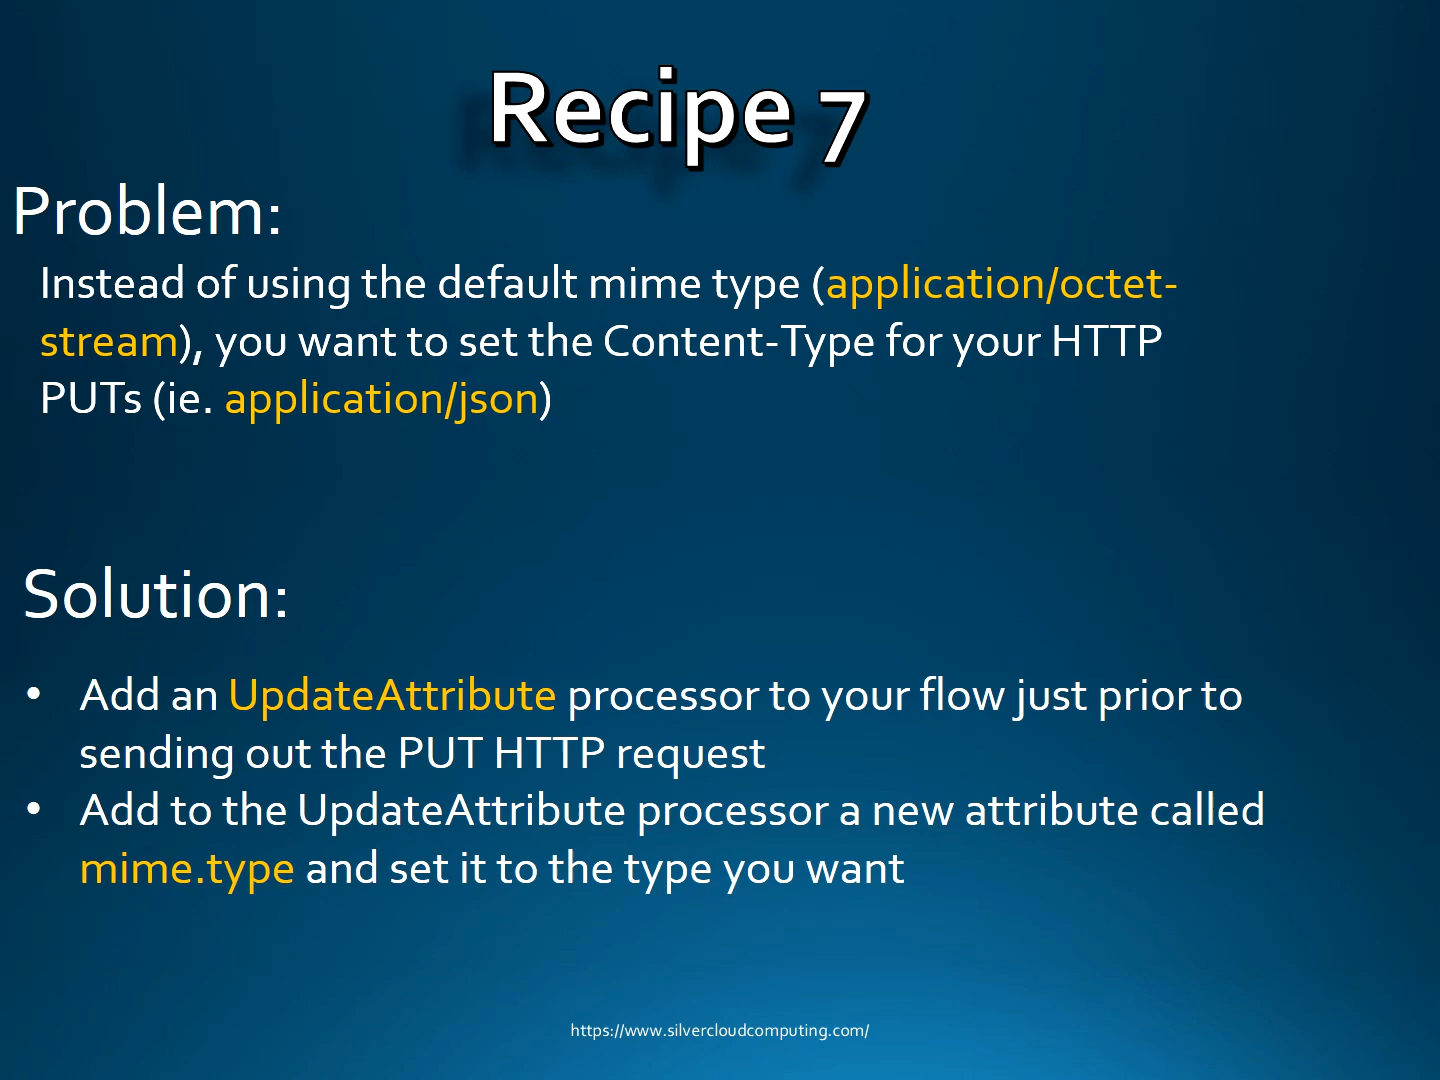 Recipe 7
Problem:
Instead of using the default mime type (application/octet-
stream), you want to set the Content-Type for your HTTP
PUTs (ie. application/json)
Solution:
• Add an UpdateAttribute processor to your flow just prior to
sending out the PUT HTTP request
• Add to the UpdateAttribute processor a new attribute called
mime.type and set it to the type you want
https://www.silvercloudcomputing.com/